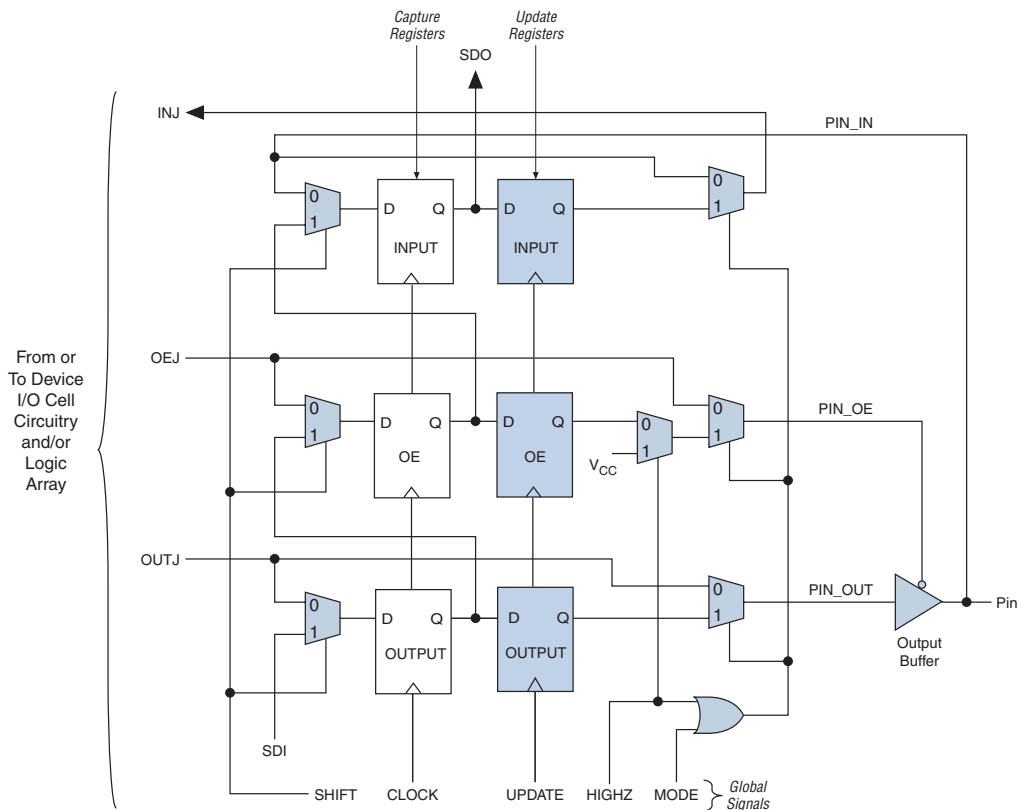 Capture
Registers
Update
Registers
SDO
INJ
PIN_IN
0
1
D Q
INPUT
D Q
INPUT
0
1
From or
To Device
I/O Cell
Circuitry
and/or
Logic
Array
OEJ
0
1
D Q
OE
D Q
OE
0
1
VCC
0
1
PIN_OE
OUTJ
0
1
D Q
OUTPUT
D Q
OUTPUT
0
1
PIN_OUT
Pin
Output
Buffer
SDI
SHIFT
CLOCK
UPDATE
HIGHZ
MODE
Global
Signals